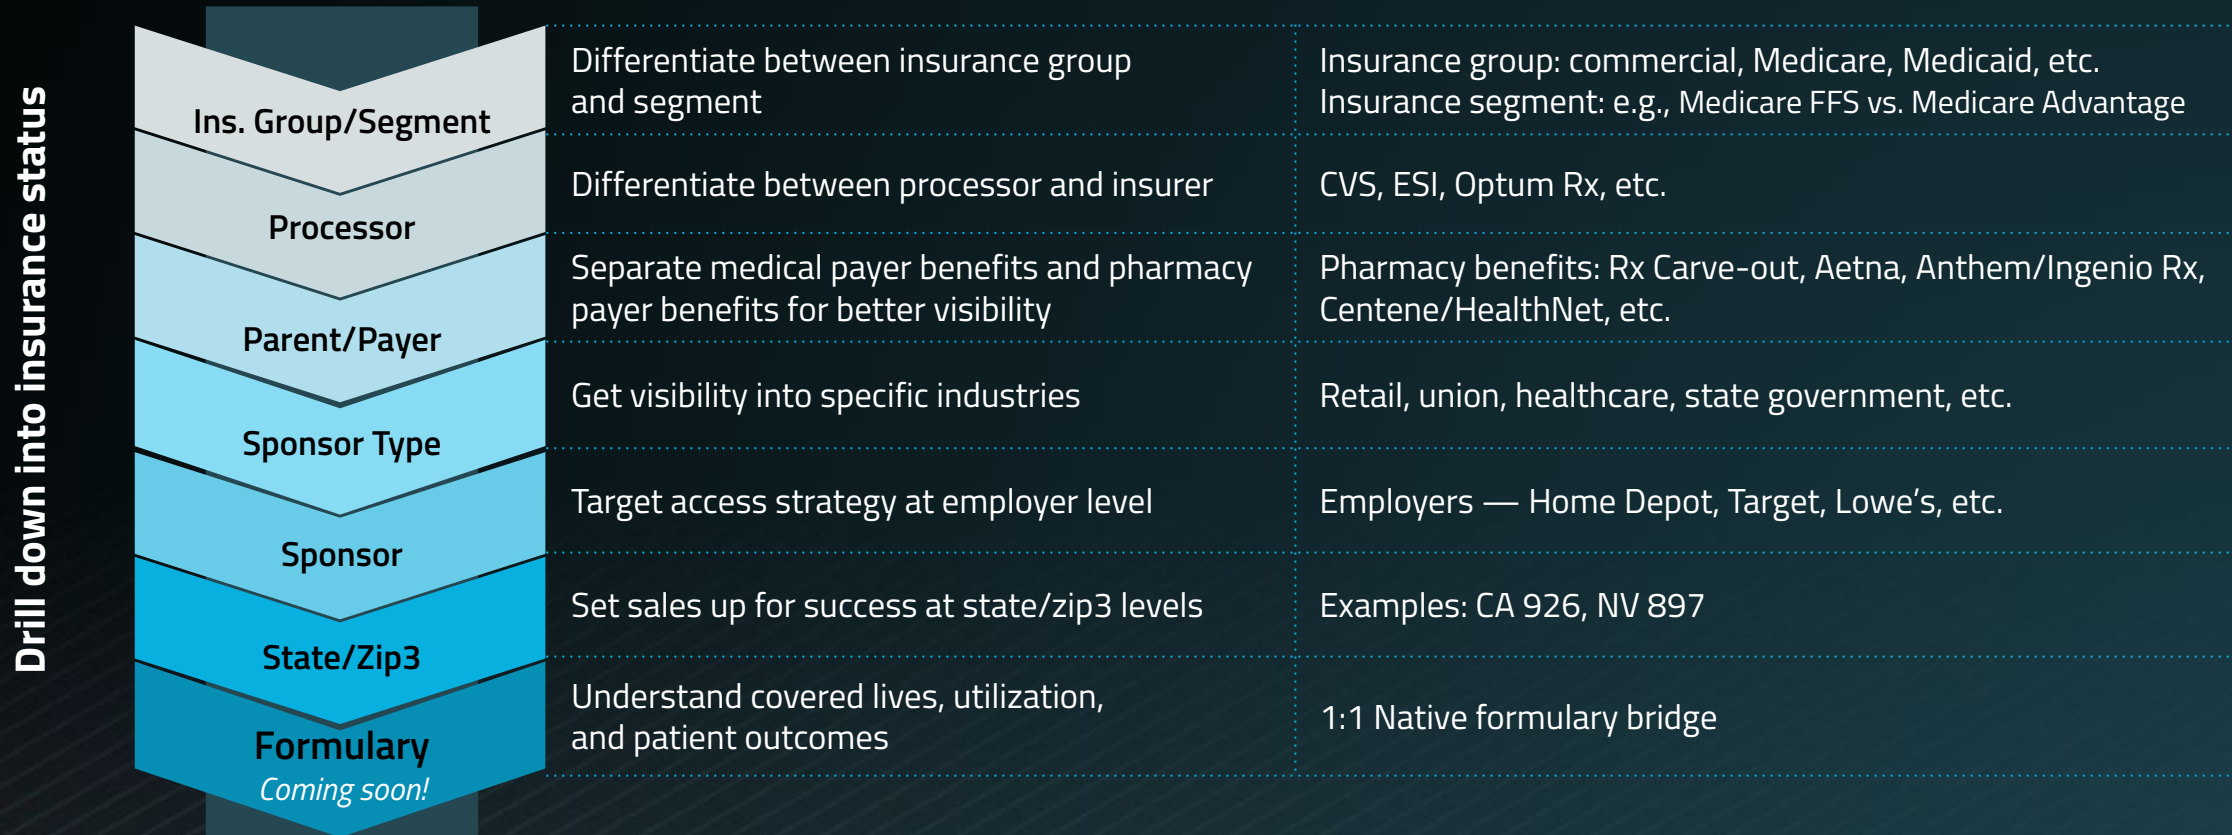 Drill down into insurance status
Ins. Group/Segment
Differentiate between insurance group
and segment
Insurance group: commercial, Medicare, Medicaid, etc.
Insurance segment: e.g., Medicare FFS vs. Medicare Advantage
Processor
Differentiate between processor and insurer
CVS, ESI, Optum Rx, etc.
Parent/Payer
Separate medical payer benefits and pharmacy
payer benefits for better visibility
Pharmacy benefits: Rx Carve-out, Aetna, Anthem/Ingenio Rx,
Centene/HealthNet, etc.
Sponsor Type
Get visibility into specific industries
Retail, union, healthcare, state government, etc.
Sponsor
Target access strategy at employer level
Employers — Home Depot, Target, Lowe’s, etc.
State/Zip3
Set sales up for success at state/zip3 levels
Examples: CA 926, NV 897
Formulary
Coming soon!
Understand covered lives, utilization,
and patient outcomes
1:1 Native formulary bridge